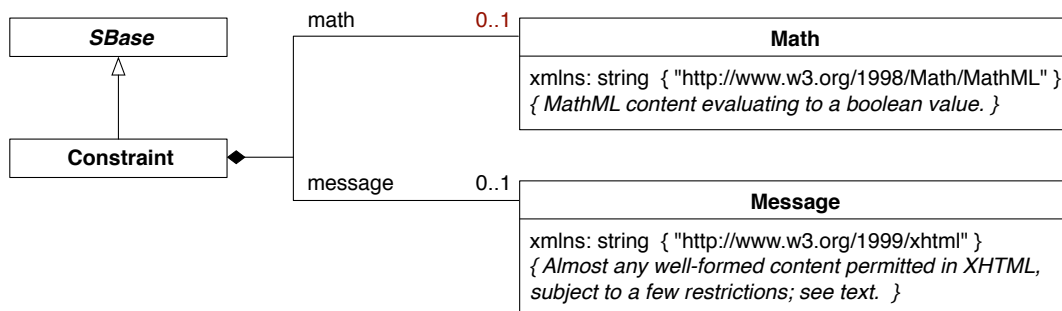 SBase
Constraint
math 0..1
Math
xmlns: string { "http://www.w3.org/1998/Math/MathML" }
{ MathML content evaluating to a boolean value. }
message 0..1
Message
xmlns: string { "http://www.w3.org/1999/xhtml" }
{ Almost any well-formed content permitted in XHTML,
subject to a few restrictions; see text. }